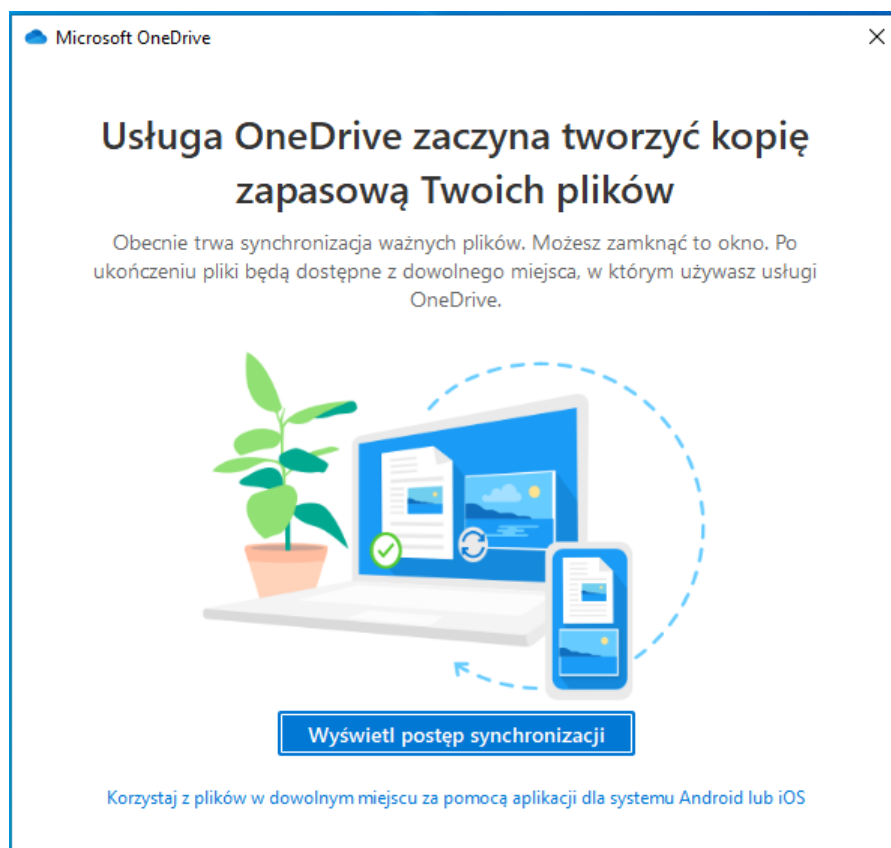 Microsoft OneDrive
Usługa OneDrive zaczyna tworzyć kopię
zapasową Twoich plików
Obecnie trwa synchronizacja ważnych plików. Możesz zamknąć to okno. Po
ukończeniu pliki będą dostępne z dowolnego miejsca, w którym używasz usługi
OneDrive.
Wyświetl postęp synchronizacji
Korzystaj z plików w dowolnym miejscu za pomocą aplikacji dla systemu Android lub iOS